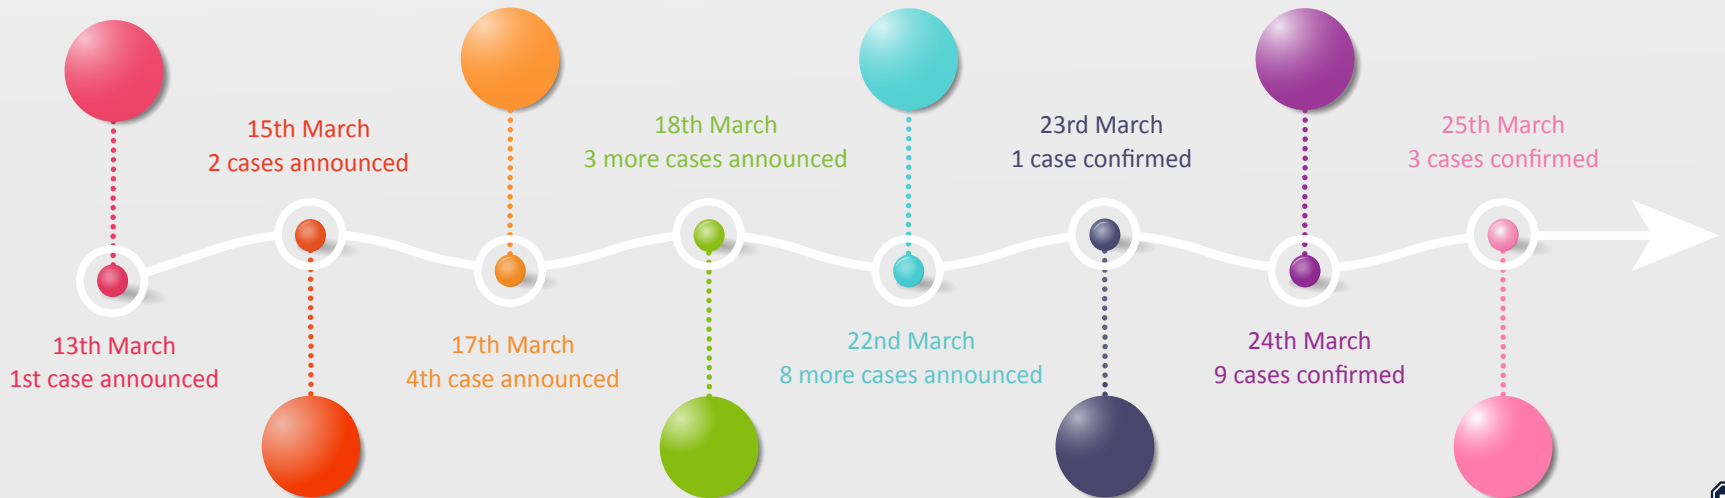 13th March
1st case announced
15th March
2 cases announced
17th March
4th case announced
18th March
3 more cases announced
22nd March
8 more cases announced
23rd March
1 case confirmed
24th March
9 cases confirmed
25th March
3 cases confirmed